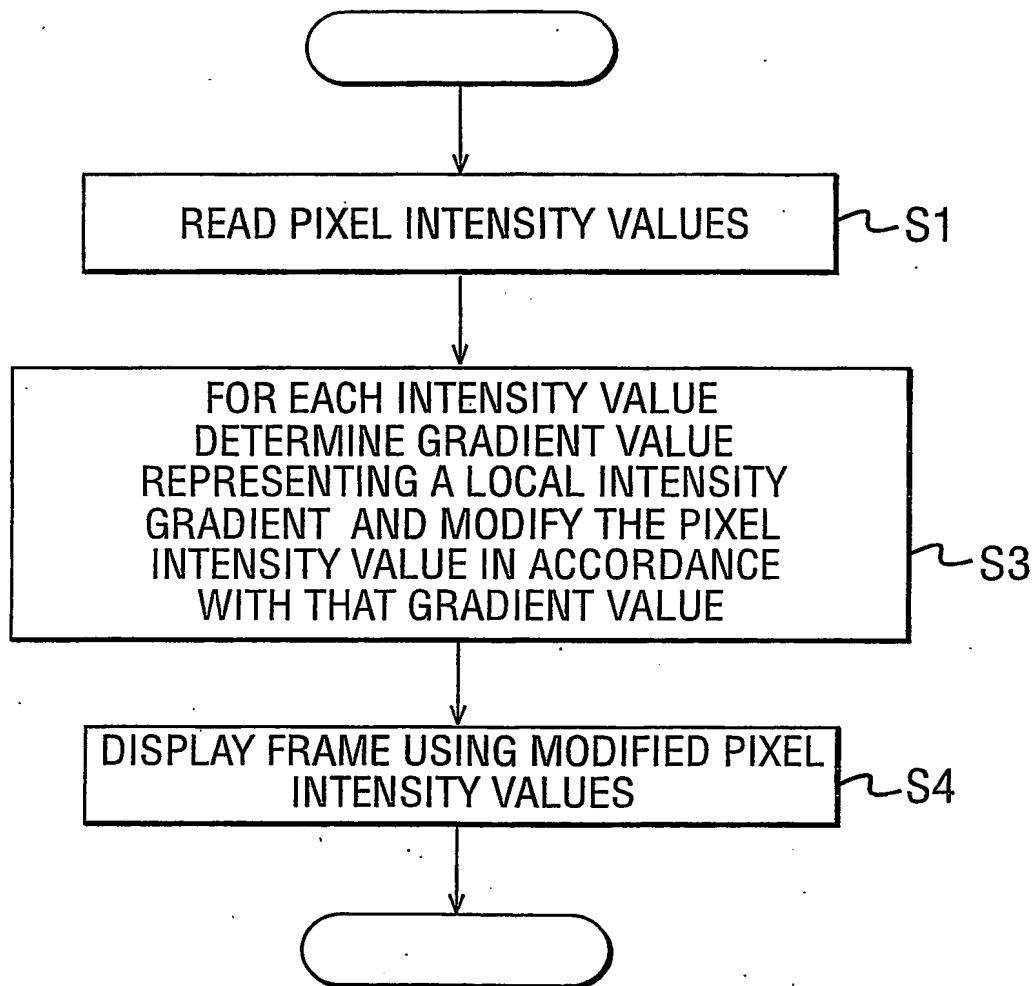 READ PIXEL INTENSITY VALUES
S1
FOR EACH INTENSITY VALUE
DETERMINE GRADIENT VALUE
REPRESENTING A LOCAL INTENSITY
GRADIENT AND MODIFY THE PIXEL
INTENSITY VALUE IN ACCORDANCE
WITH THAT GRADIENT VALUE
S3
DISPLAY FRAME USING MODIFIED PIXEL
INTENSITY VALUES
S4